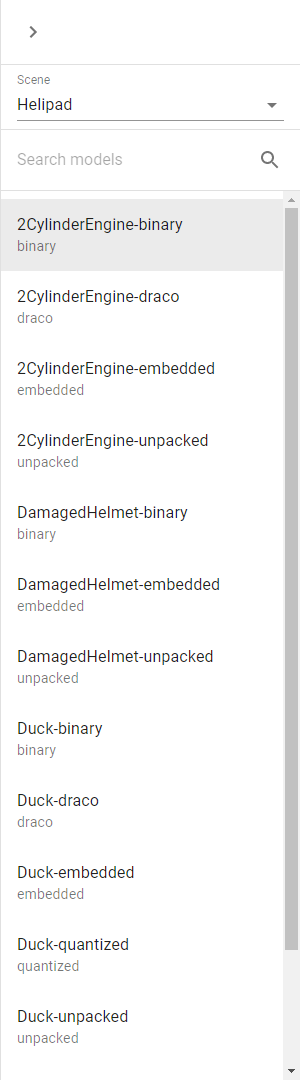 Scene
Helipad
Search models
2CylinderEngine-binary
binary
2CylinderEngine-draco
draco
2CylinderEngine-embedded
embedded
2CylinderEngine-unpacked
unpacked
DamagedHelmet-binary
binary
DamagedHelmet-embedded
embedded
DamagedHelmet-unpacked
unpacked
Duck-binary
binary
Duck-draco
draco
Duck-embedded
embedded
Duck-quantized
quantized
Duck-unpacked
unpacked